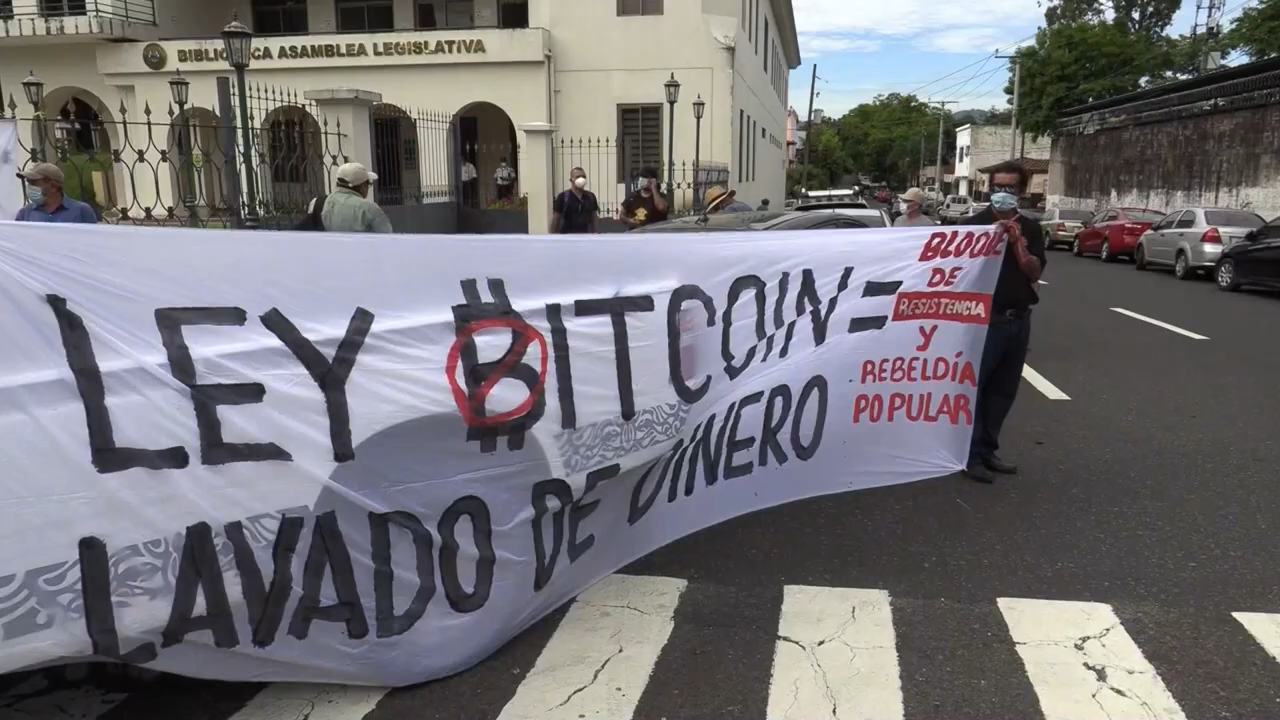 BIBLIOTECA ASAMBLEA LEGISLATIVA
LEY BITCOIN =
LAVADO DE DINERO
BLOQUE
DE
RESISTENCIA
Y
REBELDÍA
POPULAR